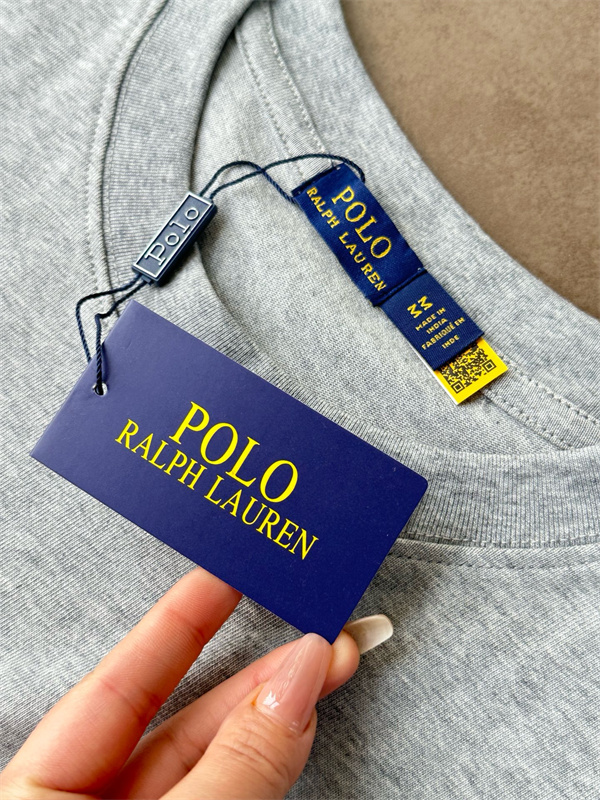 Polo
POLO
RALPH LAUREN
M M
MADE IN
INDIA
FABRIQUÉ EN
INDE
POLO
RALPH LAUREN